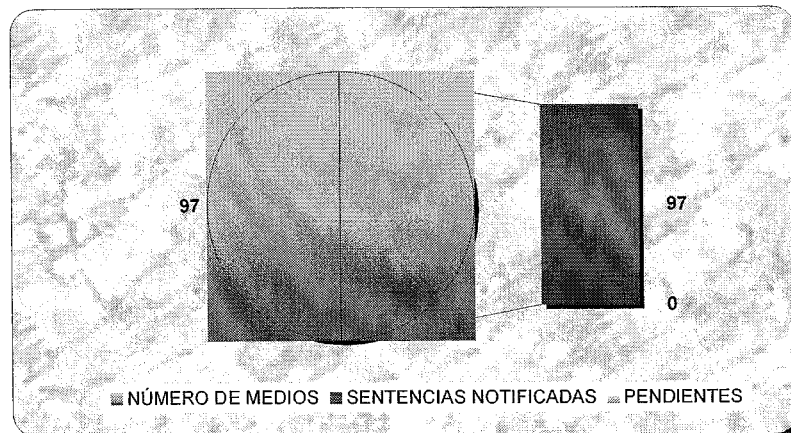 97
97
0
NÚMERO DE MEDIOS SENTENCIAS NOTIFICADAS PENDIENTES